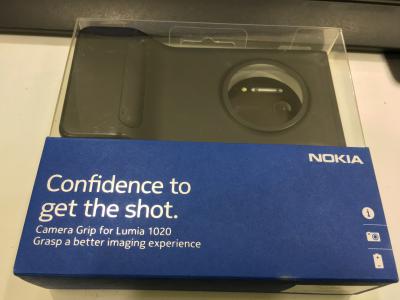 NOKIA
Confidence to
get the shot.
Camera Grip for Lumia 1020
Grasp a better imaging experience